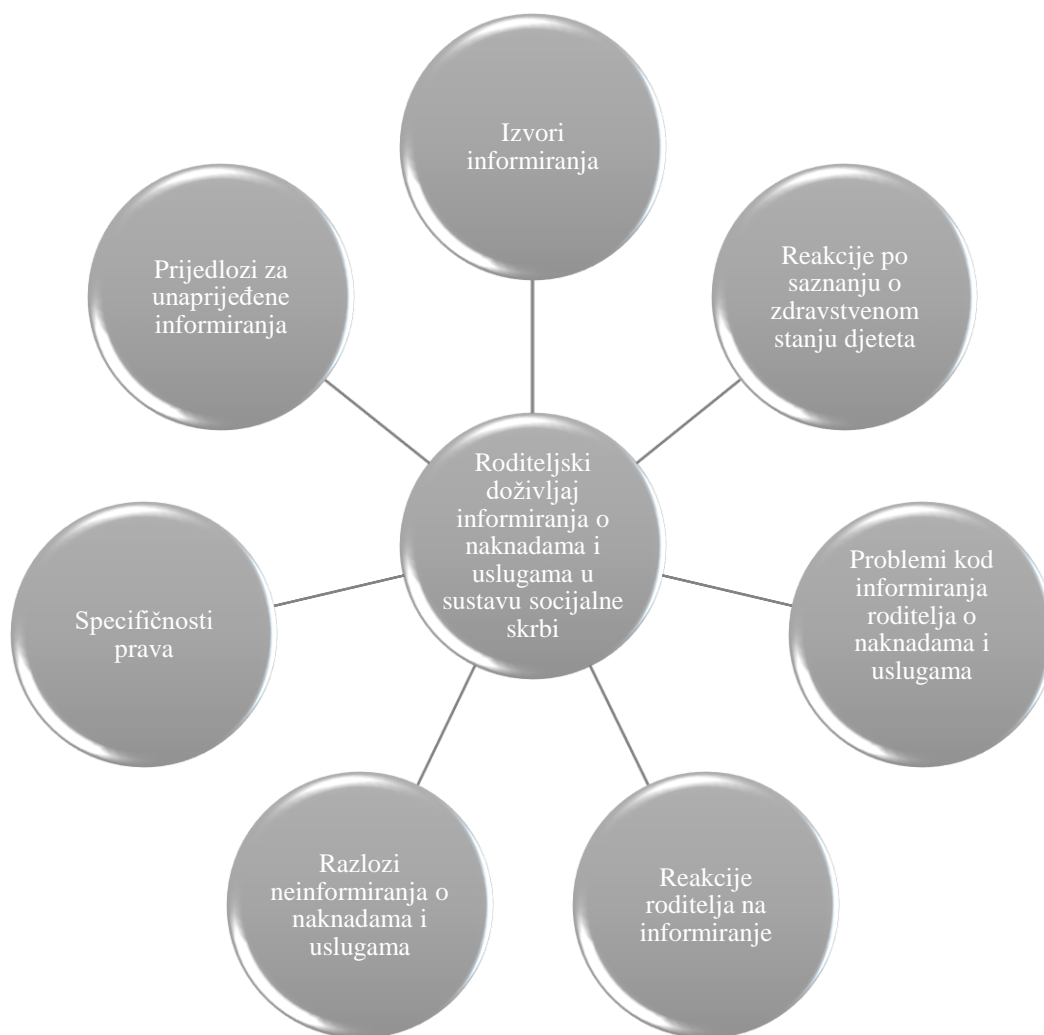 Izvori
informiranja
Reakcije po
saznanju o
zdravstvenom
stanju djeteta
Problemi kod
informiranja
roditelja o
naknadama i
uslugama
Reakcije
roditelja na
informiranje
Razlozi
neinformiranja o
naknadama i
uslugama
Specifičnosti
prava
Prijedlozi za
unaprijeđene
informiranja
Roditeljski
doživljaj
informiranja o
naknadama i
uslugama u
sustavu socijalne
skrbi